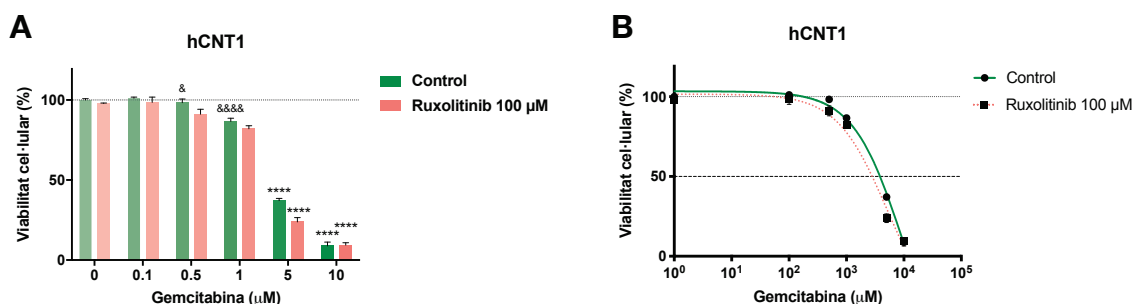 A
hCNT1
Viabilitat cel·lular (%)
100
50
0
&
&&&&
****
****
****
****
0 0.1 0.5 1 5 10
Gemcitabina (μM)
Control
Ruxolitinib 100 μM
B
hCNT1
Viabilitat cel·lular (%)
100
50
0
10⁰ 10¹ 10² 10³ 10⁴ 10⁵
Gemcitabina (μM)
Control
Ruxolitinib 100 μM